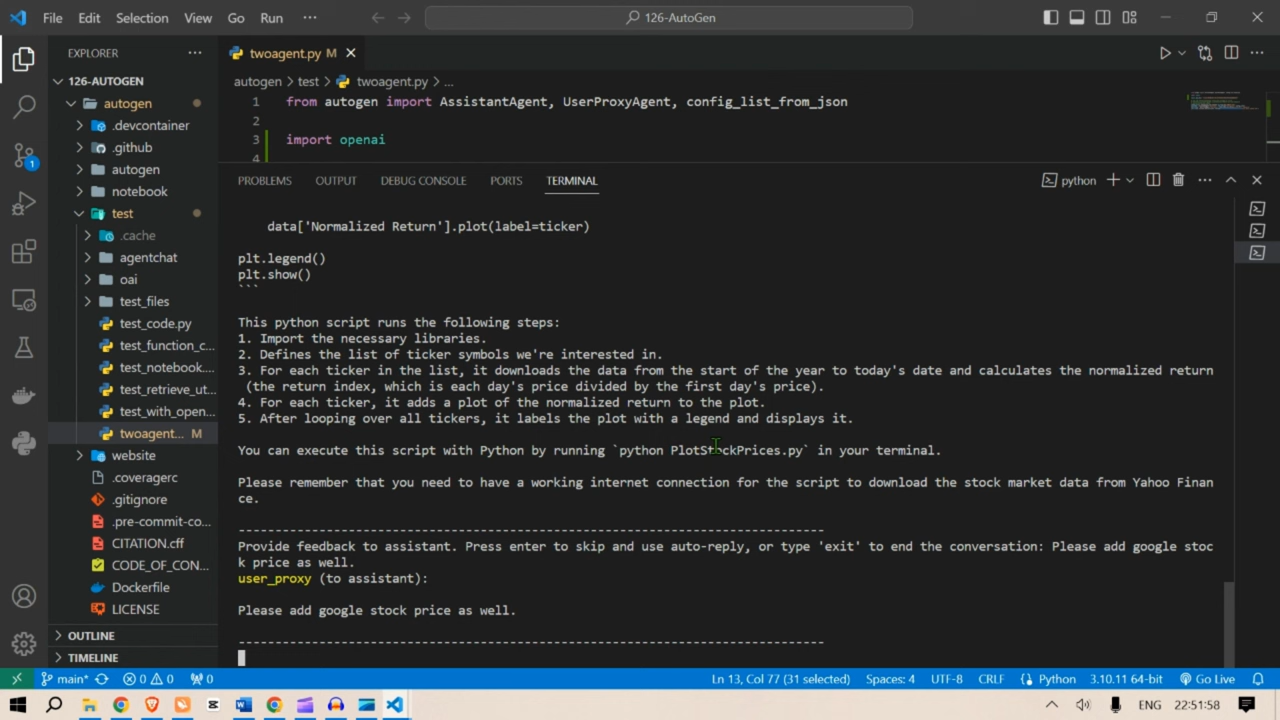 File Edit Selection View Go Run ··· 126-AutoGen
EXPLORER ···
twoagent.py M
126-AUTOGEN
autogen
.devcontainer
.github
autogen
notebook
test
.cache
agentchat
oai
test_files
test_code.py
test_function_c...
test_notebook....
test_retrieve_ut...
test_with_open...
twoagent... M
website
.coveragerc
.gitignore
.pre-commit-co...
CITATION.cff
CODE_OF_CON...
Dockerfile
LICENSE
OUTLINE
TIMELINE
autogen > test > twoagent.py > ...
1 from autogen import AssistantAgent, UserProxyAgent, config_list_from_json
2
3 import openai
4
PROBLEMS OUTPUT DEBUG CONSOLE PORTS TERMINAL python
data['Normalized Return'].plot(label=ticker)
plt.legend()
plt.show()
```
This python script runs the following steps:
1. Import the necessary libraries.
2. Defines the list of ticker symbols we're interested in.
3. For each ticker in the list, it downloads the data from the start of the year to today's date and calculates the normalized return
(the return index, which is each day's price divided by the first day's price).
4. For each ticker, it adds a plot of the normalized return to the plot.
5. After looping over all tickers, it labels the plot with a legend and displays it.
You can execute this script with Python by running `python PlotStockPrices.py` in your terminal.
Please remember that you need to have a working internet connection for the script to download the stock market data from Yahoo Finan
ce.
--------------------------------------------------------------------------------
Provide feedback to assistant. Press enter to skip and use auto-reply, or type 'exit' to end the conversation: Please add google stoc
k price as well.
user_proxy (to assistant):
Please add google stock price as well.
--------------------------------------------------------------------------------
main* 0 0 0 Ln 13, Col 77 (31 selected) Spaces: 4 UTF-8 CRLF Python 3.10.11 64-bit Go Live
1
ENG 22:51:58